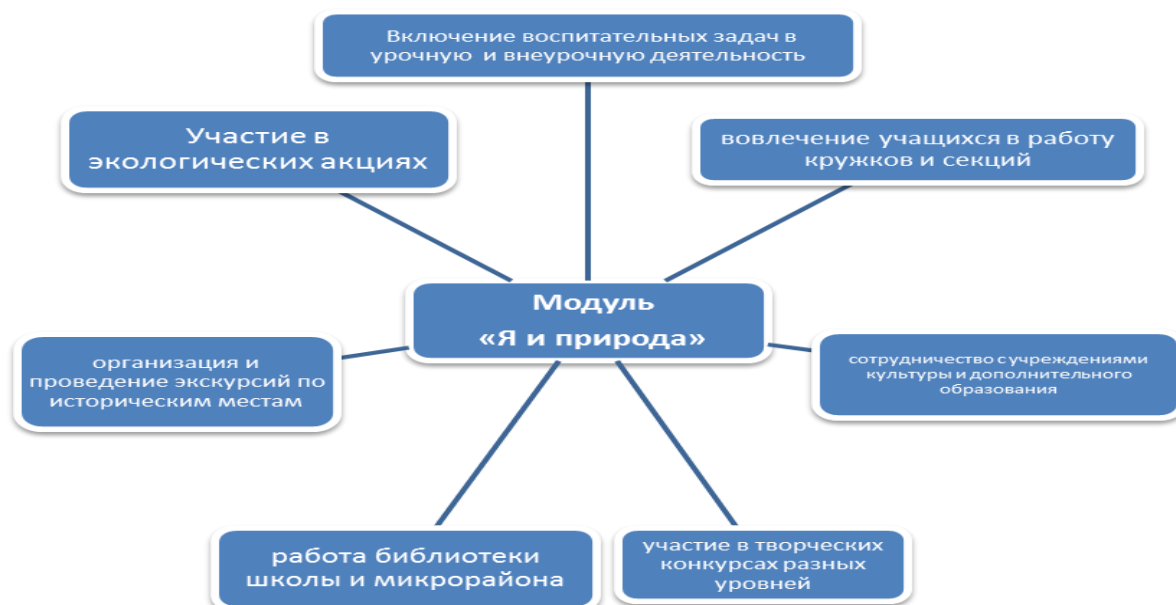 Включение воспитательных задач в
урочную и внеурочную деятельность
Участие в
экологических акциях
вовлечение учащихся в работу
кружков и секций
Модуль
«Я и природа»
организация и
проведение экскурсий по
историческим местам
сотрудничество с учреждениями
культуры и дополнительного
образования
работа библиотеки
школы и микрорайона
участие в творческих
конкурсах разных
уровней